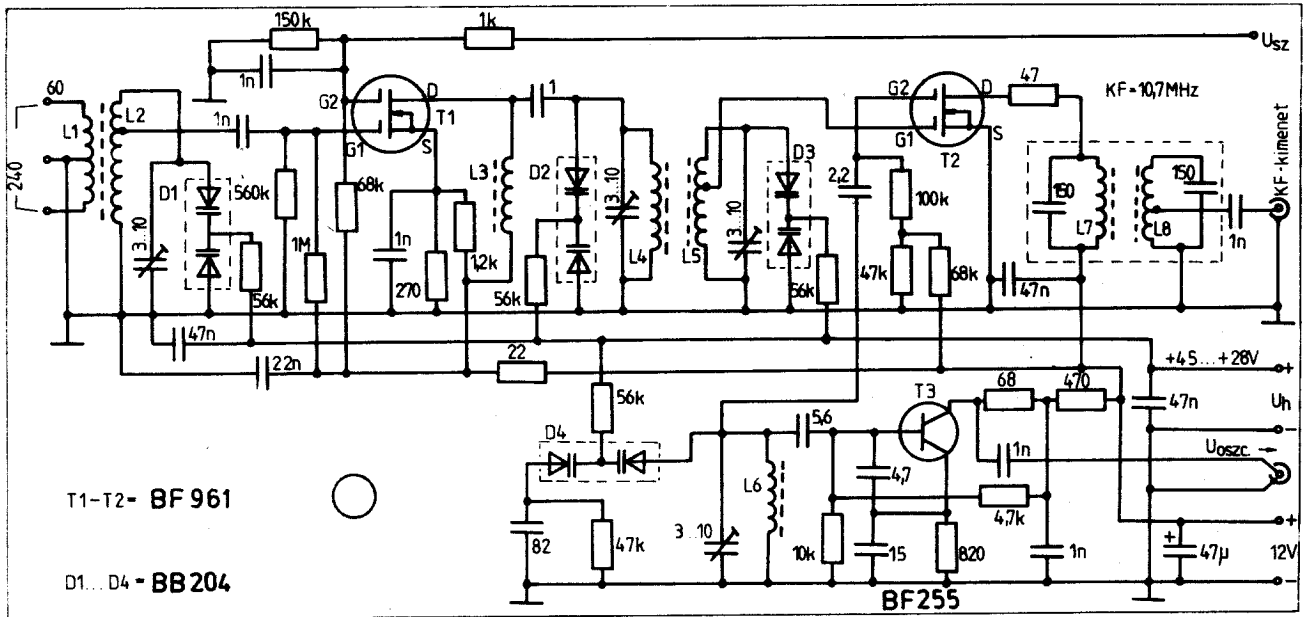 150k
1k
Usz
60
240
L1
L2
1n
1n
G2
D
T1
G1
S
1
G2
D
47
G1
T2
S
KF=10,7MHz
D1
3..10
560k
68k
1M
56k
1n
270
1,2k
L3
D2
3..10
56k
L4
L5
3..10
D3
56k
2,2
100k
47k
68k
47n
150
L7
150
L8
1n
KF-kimenet
47n
22n
22
56k
+4,5...+28V
+
47n
Uh
–
D4
82
47k
3..10
L6
5,6
4,7
10k
15
T3
68
470
1n
4,7k
820
1n
Uoszc. →
+
+
47µ
12V
–
T1-T2= BF961
D1...D4=BB204
BF255